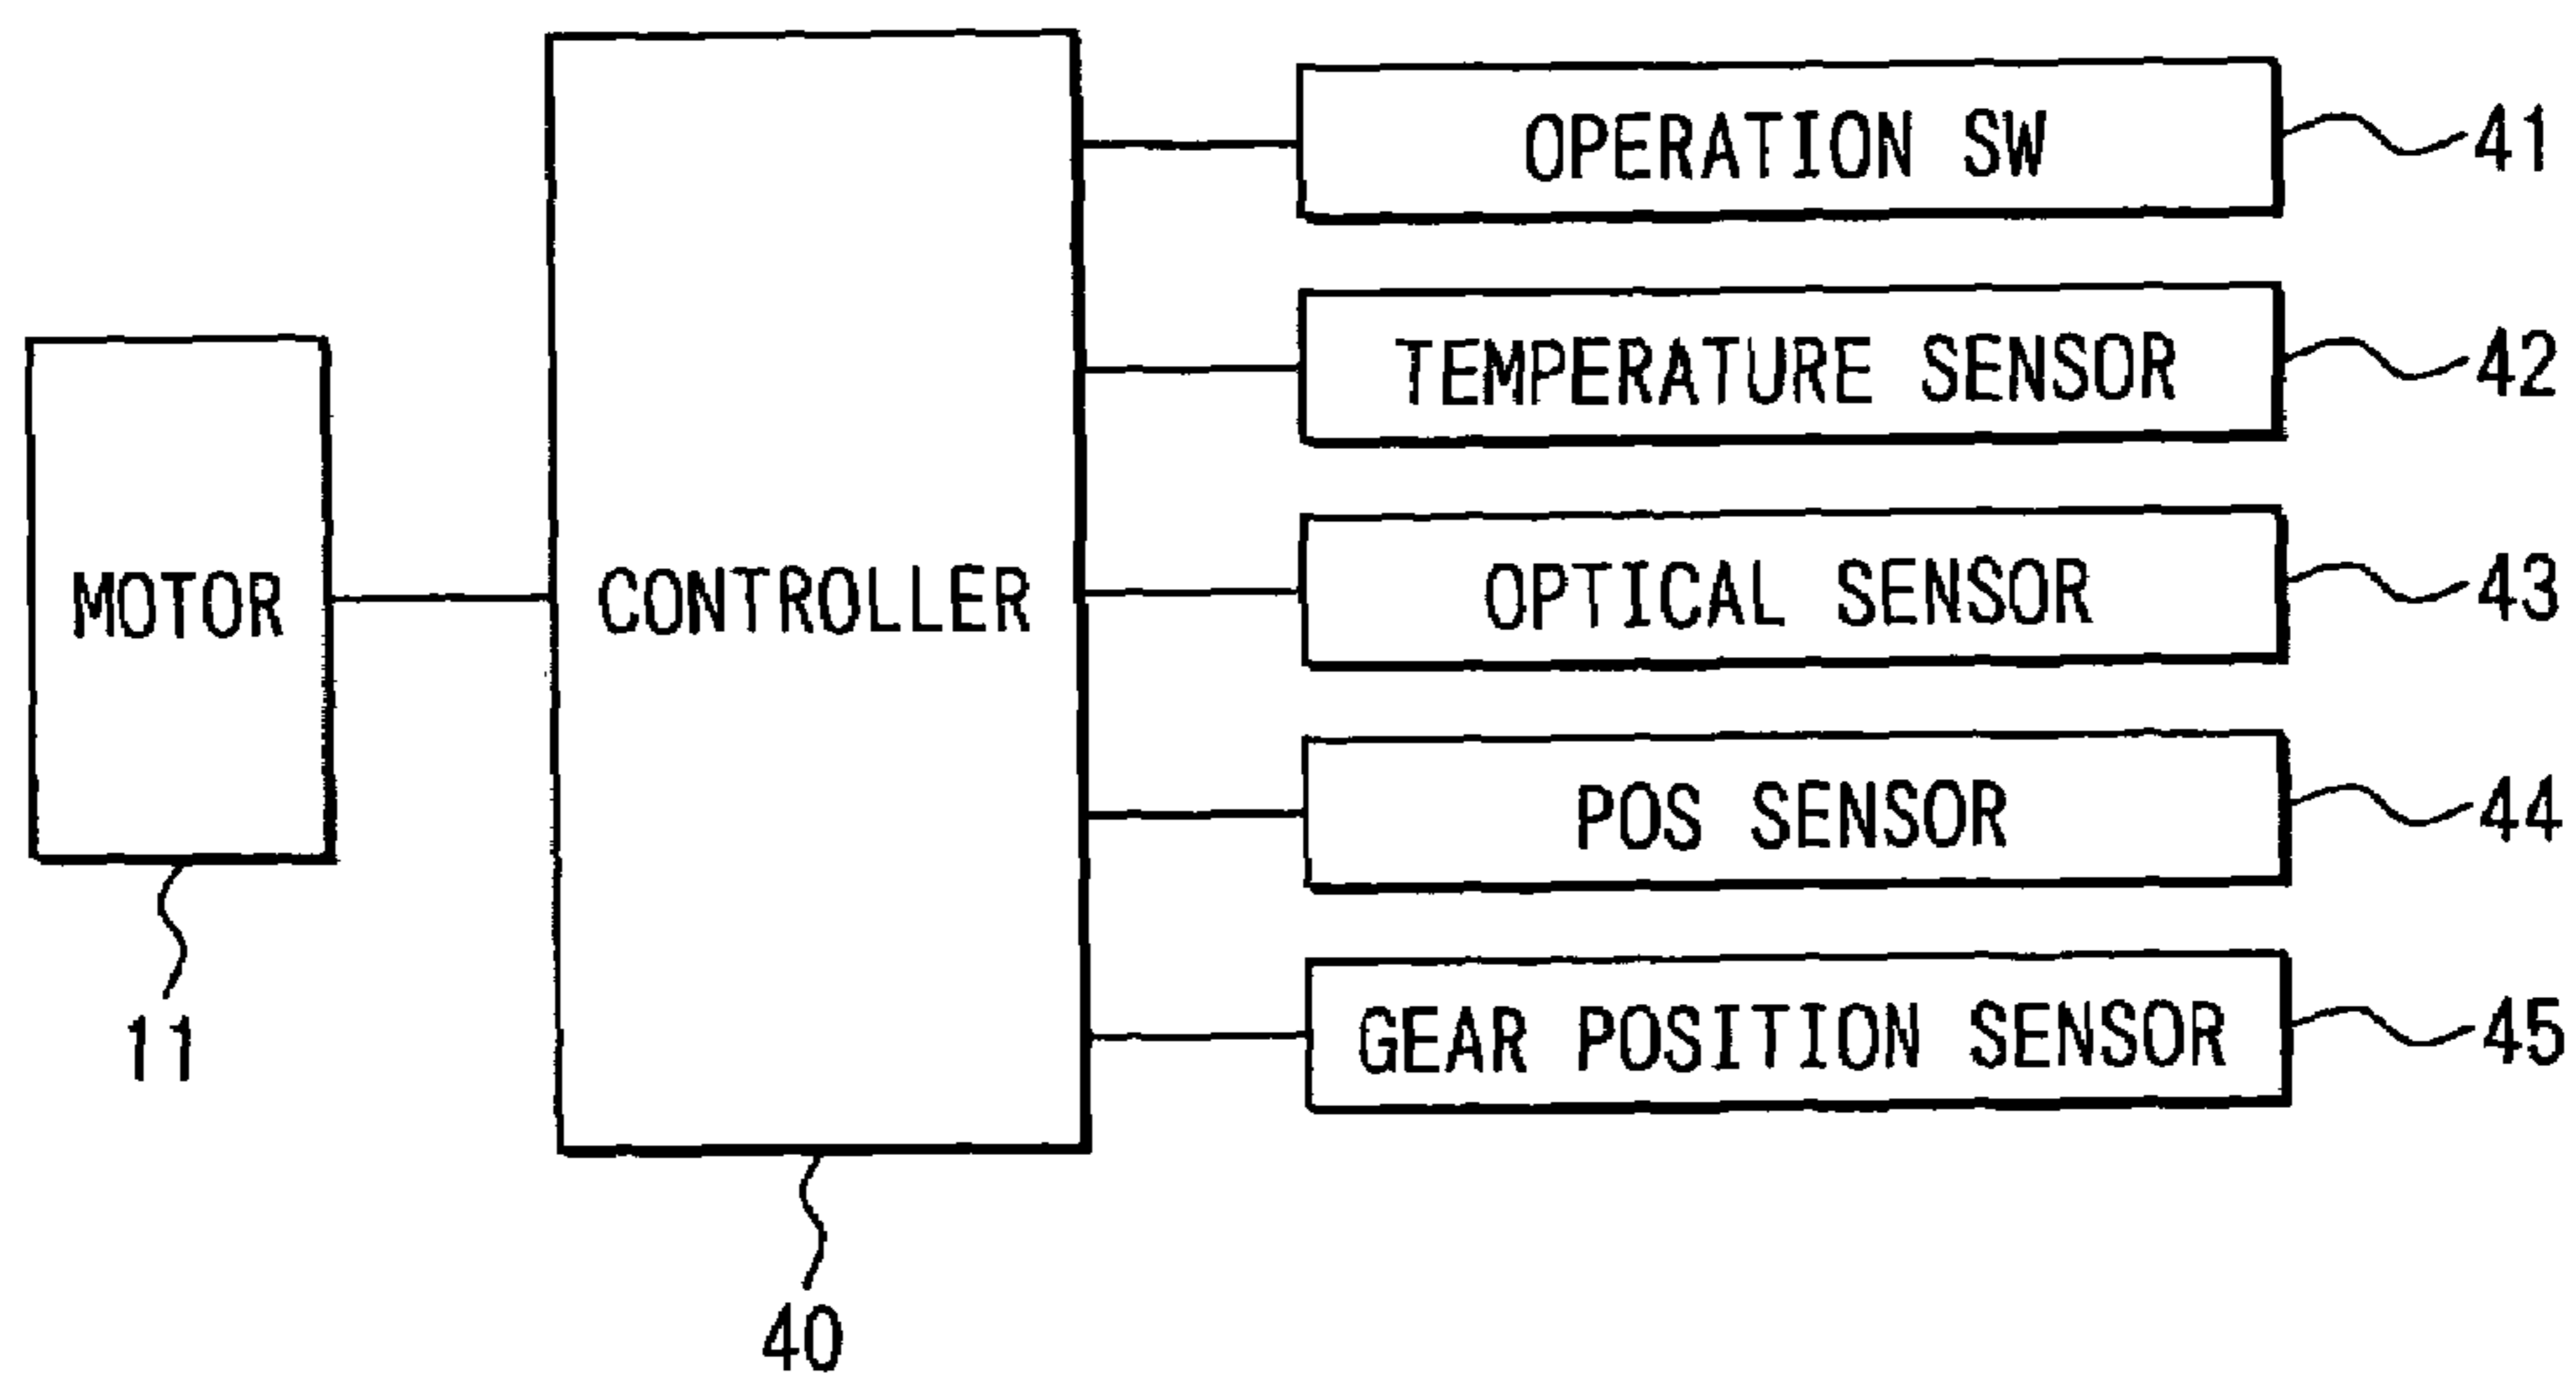 OPERATION SW 41
TEMPERATURE SENSOR 42
MOTOR CONTROLLER OPTICAL SENSOR 43
POS SENSOR 44
GEAR POSITION SENSOR 45
11
40